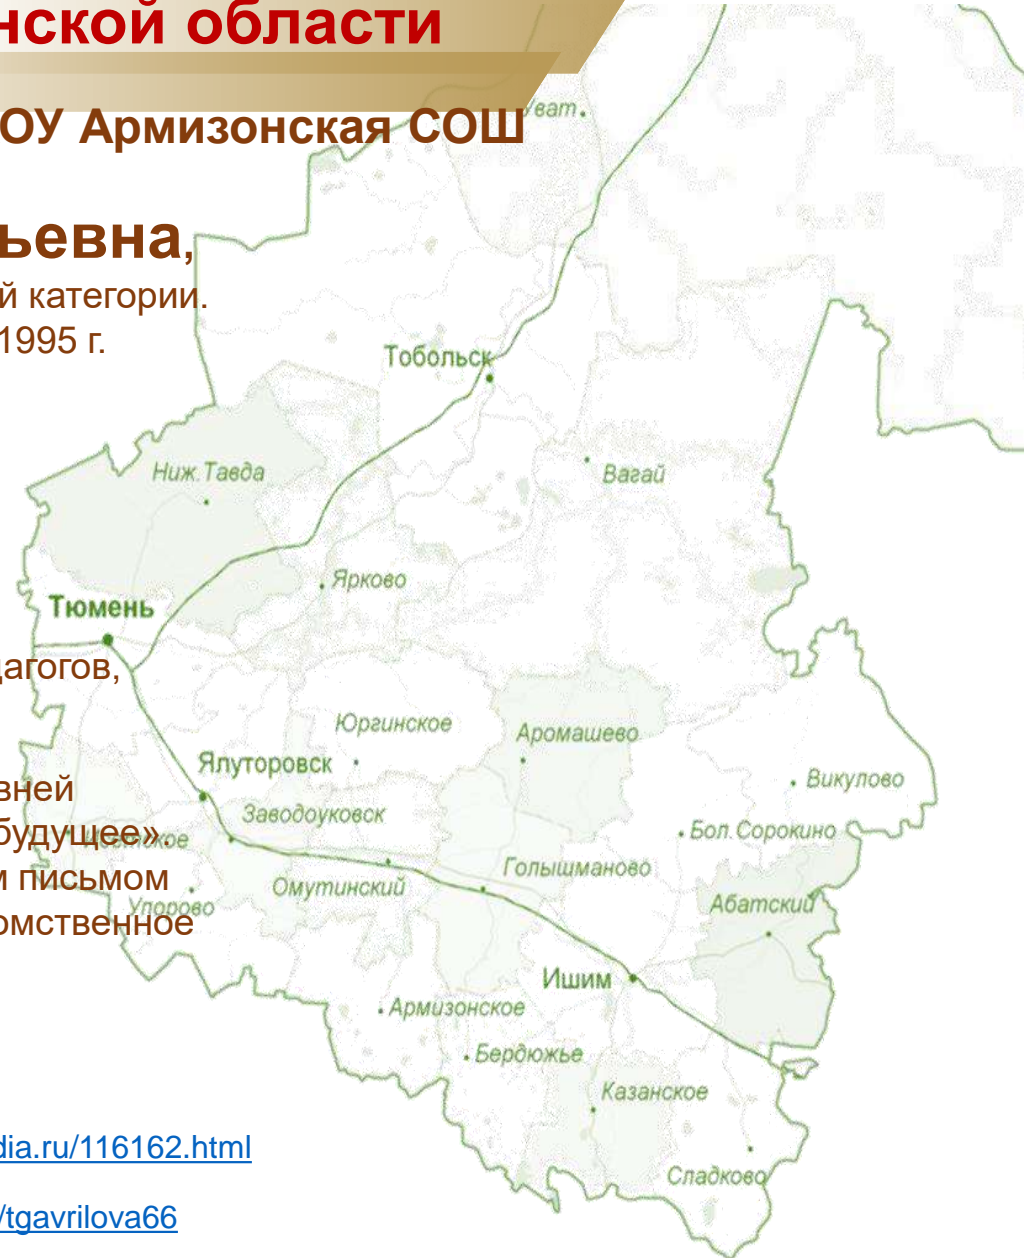 нской области
Уват
ОУ Армизонская СОШ
ьевна,
й категории.
1995 г.
Тобольск
Ниж.Тавда
Вагай
Ярково
Тюмень
дагогов,
Юргинское
Аромашево
Ялуторовск
Викулово
вней
Заводоуковск
Бол.Сорокино
будущее».
Голышманово
м письмом
Омутинский
Абатский
Упорово
омственное
Ишим
Армизонское
Бердюжье
Казанское
dia.ru/116162.html
Сладково
/tgavrilova66